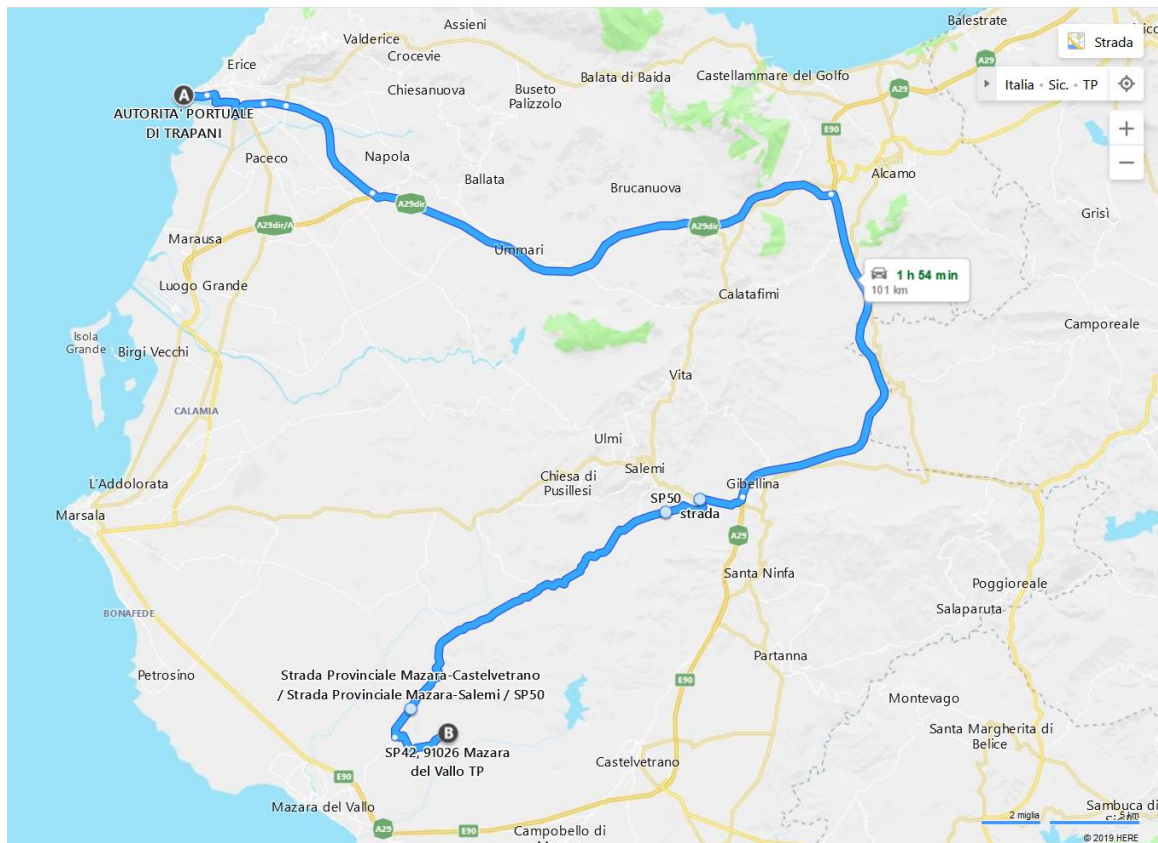 Assieni
Balestrate
Valderice
Crocevie
Strada
Erice
A29
Balata di Baida
Castellammare del Golfo
Chiesanuova
Buseto
Palizzolo
A29
Italia • Sic. • TP
A
AUTORITA' PORTUALE
DI TRAPANI
E90
+
−
Paceco
Napola
Ballata
Brucanuova
Alcamo
A29dir
Grisì
A29dir/A
A29dir
Marausa
Ummari
1 h 54 min
101 km
Luogo Grande
Calatafimi
Camporeale
Isola
Grande
Birgi Vecchi
Vita
CALAMIA
Ulmi
Salemi
Chiesa di
Pusillesi
L'Addolorata
Gibellina
SP50
strada
Marsala
A29
Santa Ninfa
Poggioreale
BONAFEDE
Salaparuta
Partanna
Petrosino
Strada Provinciale Mazara-Castelvetrano
/ Strada Provinciale Mazara-Salemi / SP50
E90
Montevago
B
Santa Margherita di
Belice
SP42, 91026 Mazara
del Vallo TP
Castelvetrano
E90
Mazara del Vallo
Sambuca di
2 miglia
5 km
A29
E90
Campobello di
© 2019 HERE